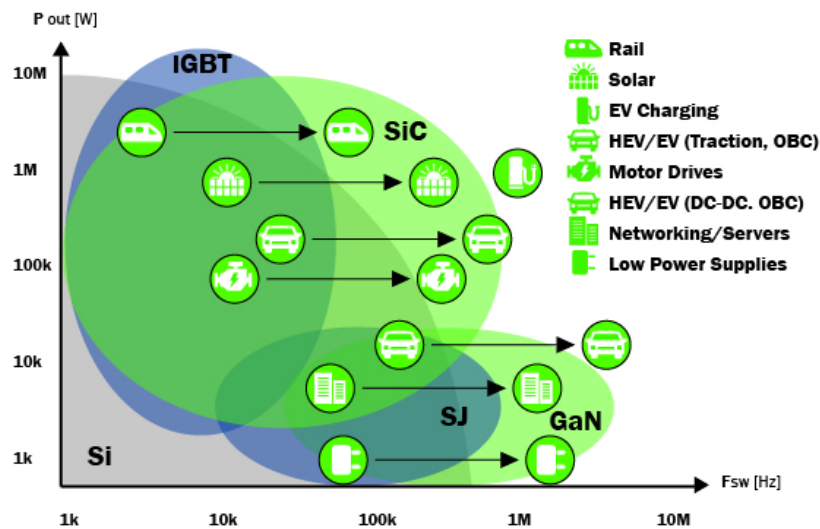 P out [W]
10M
1M
100k
10k
1k
IGBT
SiC
Si
SJ
GaN
Rail
Solar
EV Charging
HEV/EV (Traction, OBC)
Motor Drives
HEV/EV (DC-DC. OBC)
Networking/Servers
Low Power Supplies
Fsw [Hz]
1k
10k
100k
1M
10M